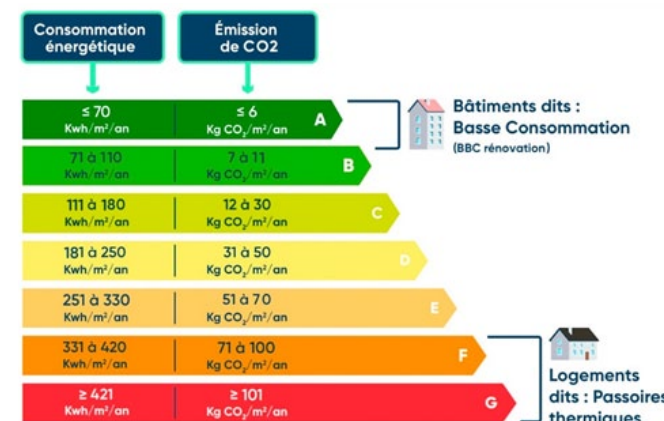 Consommation
énergétique
Émission
de CO2
≤ 70
Kwh/m²/an
≤ 6
Kg CO₂/m²/an
A
71 à 110
Kwh/m²/an
7 à 11
Kg CO₂/m²/an
B
111 à 180
Kwh/m²/an
12 à 30
Kg CO₂/m²/an
C
181 à 250
Kwh/m²/an
31 à 50
Kg CO₂/m²/an
D
251 à 330
Kwh/m²/an
51 à 70
Kg CO₂/m²/an
E
331 à 420
Kwh/m²/an
71 à 100
Kg CO₂/m²/an
F
≥ 421
Kwh/m²/an
≥ 101
Kg CO₂/m²/an
G
Bâtiments dits :
Basse Consommation
(BBC rénovation)
Logements
dits : Passoires
thermiques